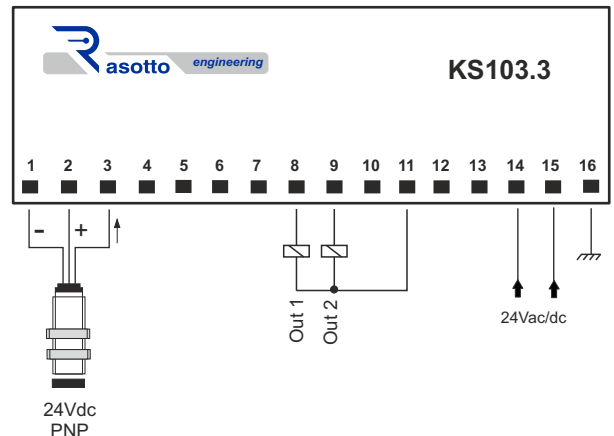 Rasotto engineering
KS103.3
1 2 3 4 5 6 7 8 9 10 11 12 13 14 15 16
- +
Out 1
Out 2
24Vac/dc
24Vdc
PNP